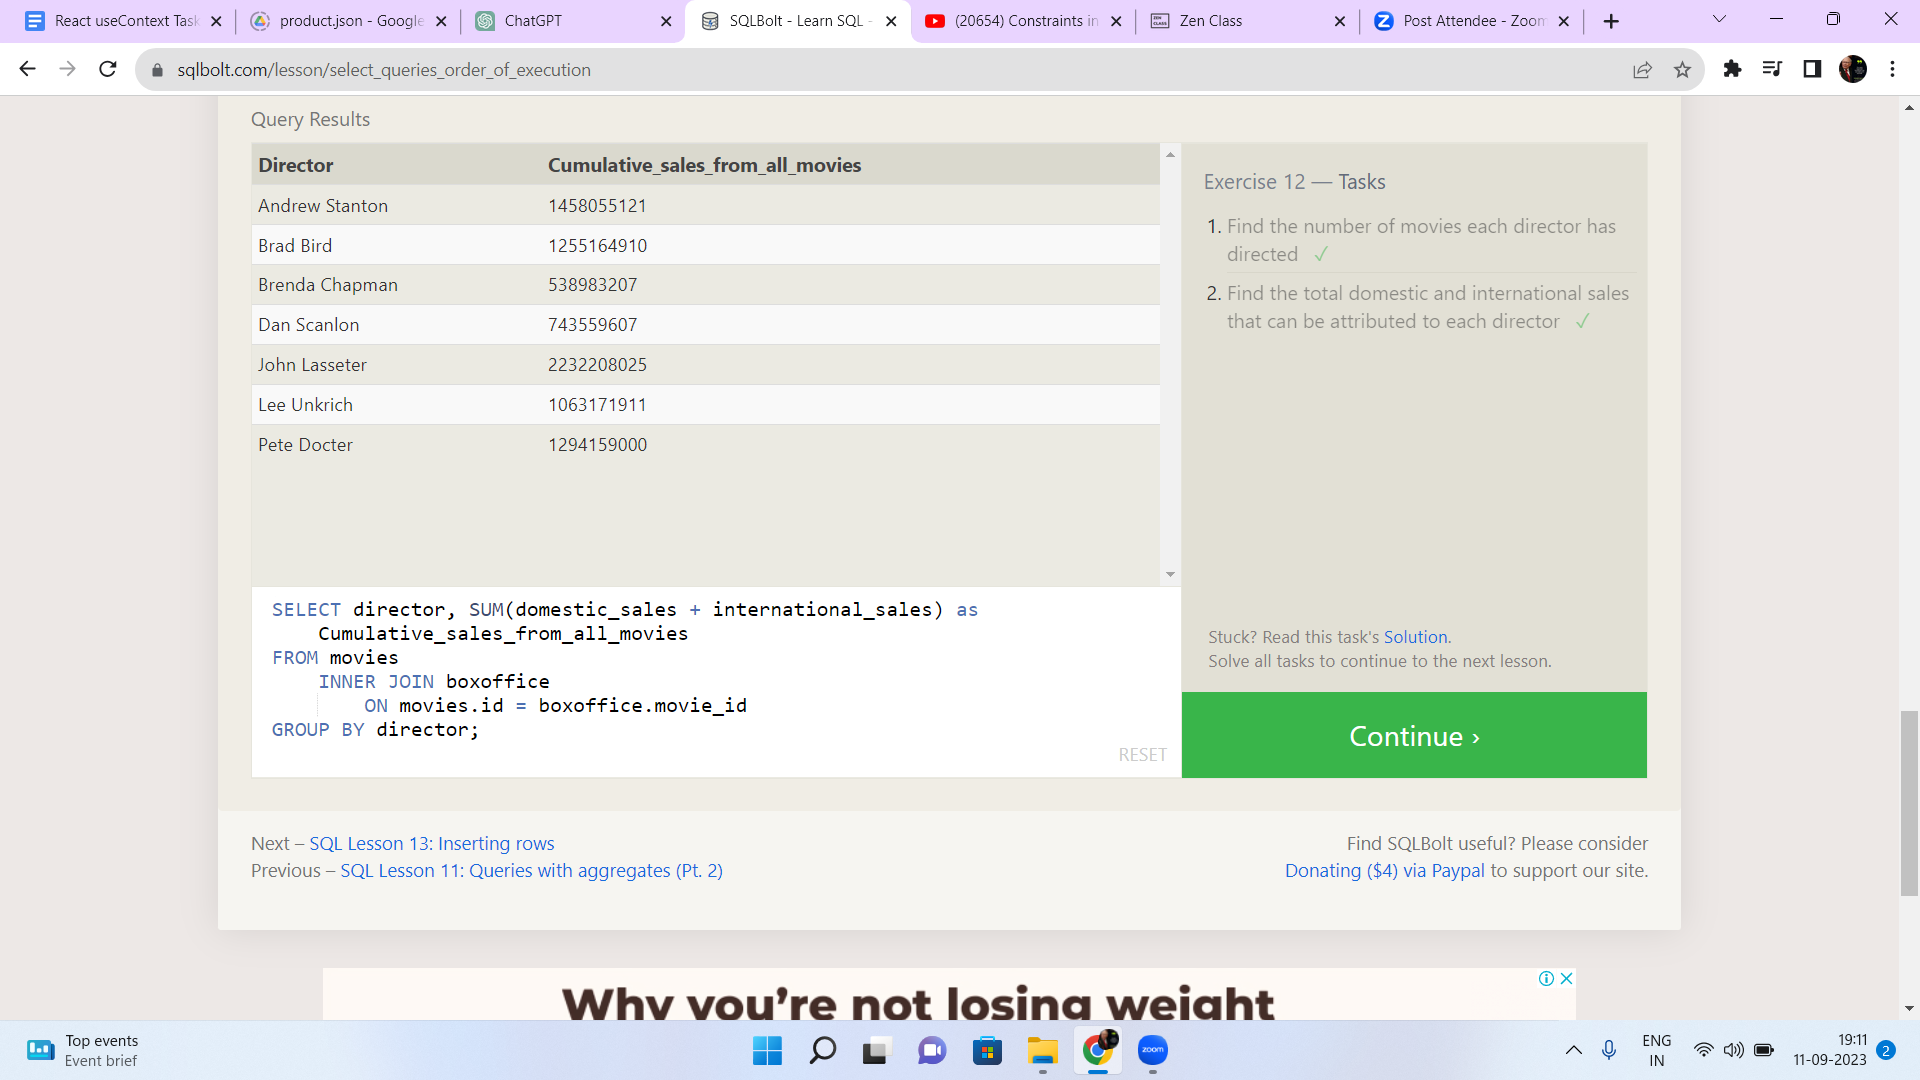 React useContext Task
product.json - Google
ChatGPT
SQLBolt - Learn SQL -
(20654) Constraints in
Zen Class
Post Attendee - Zoom
sqlbolt.com/lesson/select_queries_order_of_execution
Query Results
Director Cumulative_sales_from_all_movies
Andrew Stanton 1458055121
Brad Bird 1255164910
Brenda Chapman 538983207
Dan Scanlon 743559607
John Lasseter 2232208025
Lee Unkrich 1063171911
Pete Docter 1294159000
SELECT director, SUM(domestic_sales + international_sales) as
Cumulative_sales_from_all_movies
FROM movies
INNER JOIN boxoffice
ON movies.id = boxoffice.movie_id
GROUP BY director;
RESET
Exercise 12 — Tasks
1. Find the number of movies each director has
directed ✓
2. Find the total domestic and international sales
that can be attributed to each director ✓
Stuck? Read this task's Solution.
Solve all tasks to continue to the next lesson.
Continue ›
Next – SQL Lesson 13: Inserting rows
Previous – SQL Lesson 11: Queries with aggregates (Pt. 2)
Find SQLBolt useful? Please consider
Donating ($4) via Paypal to support our site.
Why you're not losing weight
Top events
Event brief
zoom
ENG
IN
19:11
11-09-2023
2